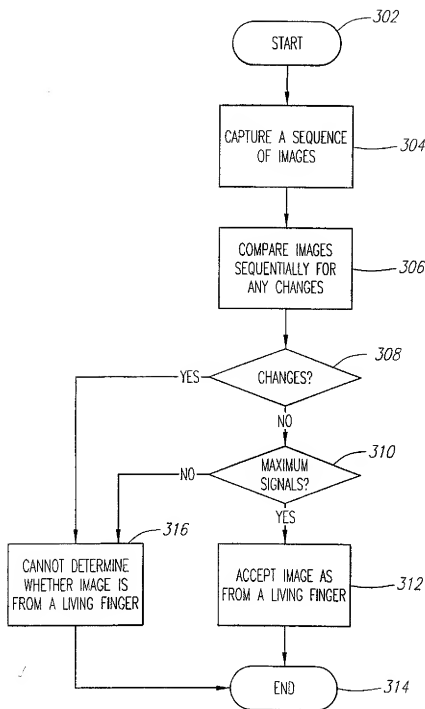 302
START
CAPTURE A SEQUENCE
OF IMAGES
304
COMPARE IMAGES
SEQUENTIALLY FOR
ANY CHANGES
306
308
YES
CHANGES?
NO
310
NO
MAXIMUM
SIGNALS?
YES
316
CANNOT DETERMINE
WHETHER IMAGE IS
FROM A LIVING FINGER
ACCEPT IMAGE AS
FROM A LIVING FINGER
312
END
314